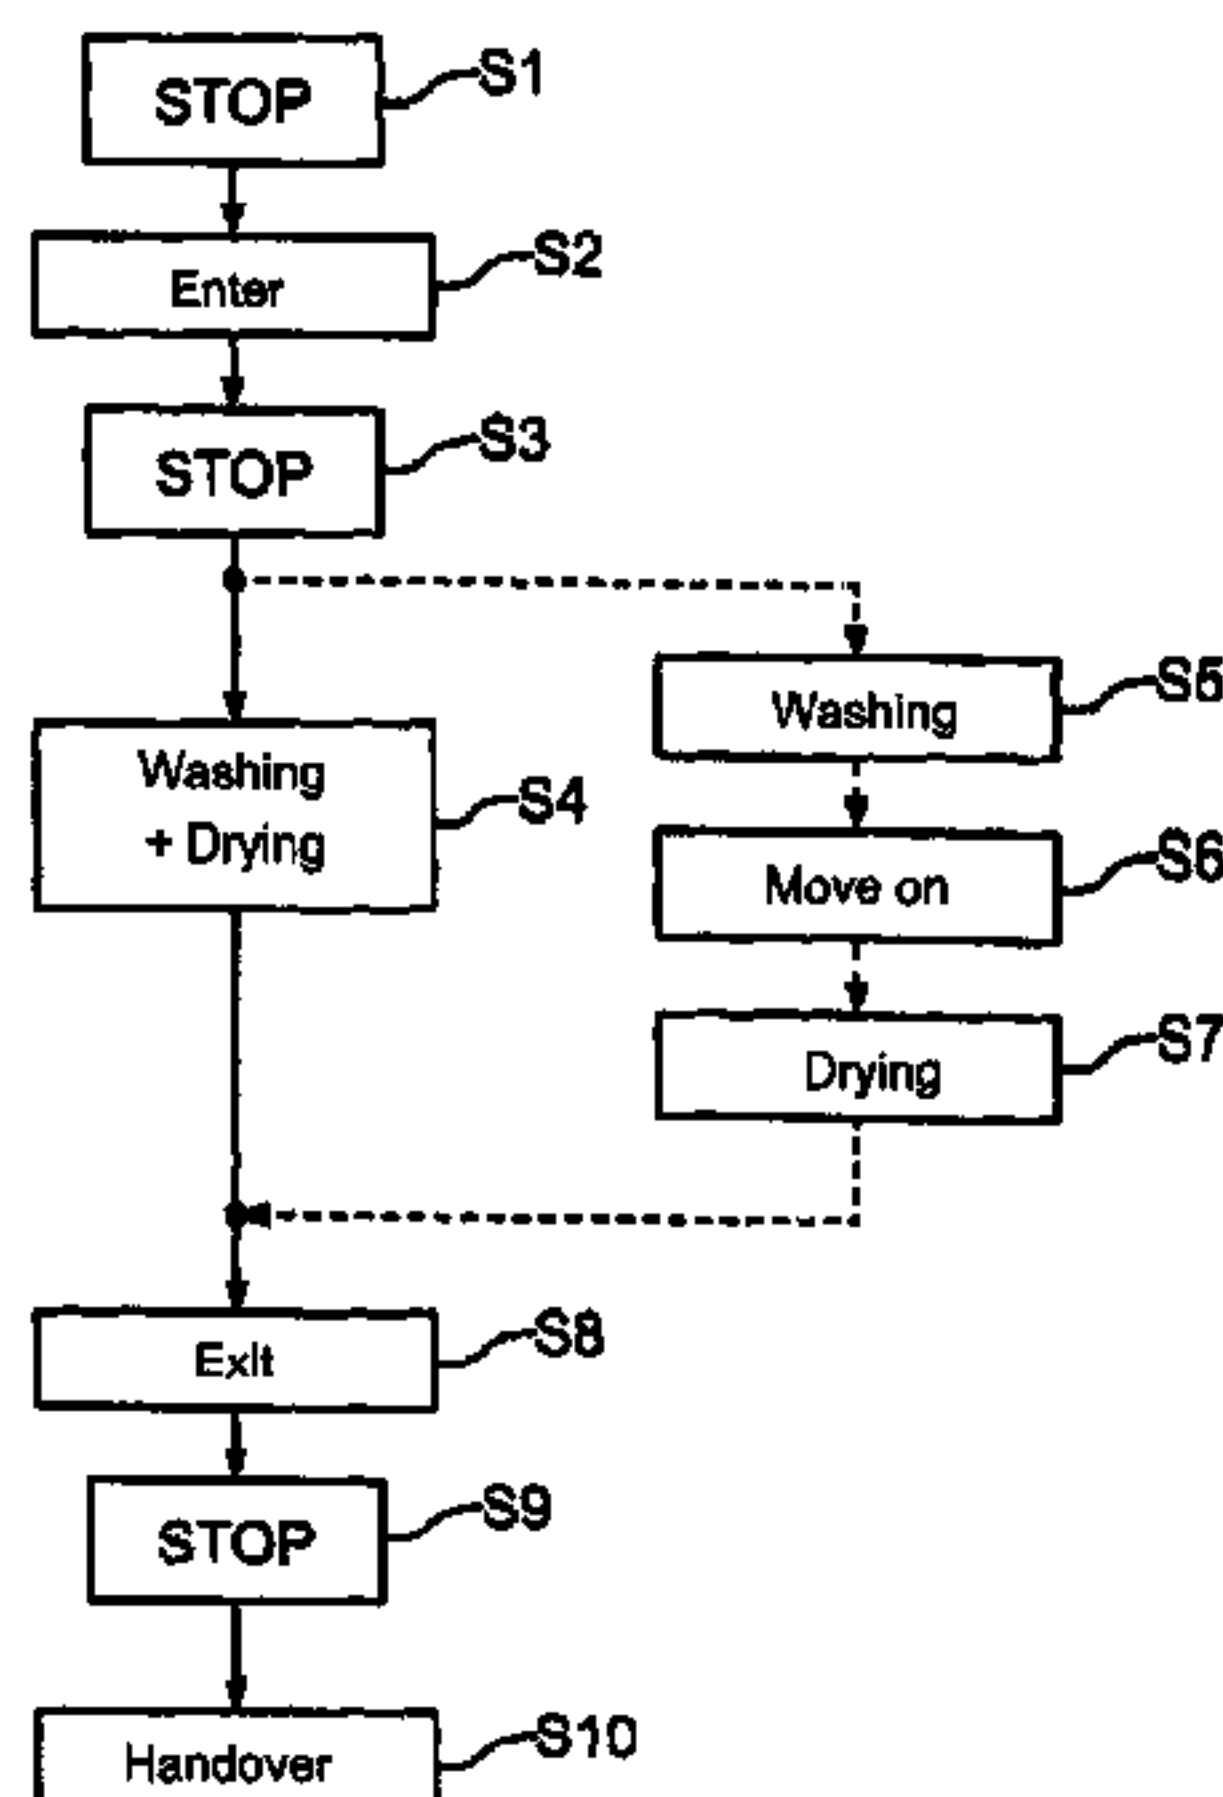 STOP
S1
Enter
S2
STOP
S3
Washing
S5
Washing
+ Drying
S4
Move on
S6
Drying
S7
Exit
S8
STOP
S9
Handover
S10